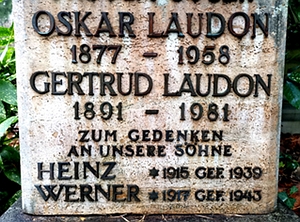 OSKAR LAUDON
1877 - 1958
GERTRUD LAUDON
1891 - 1981
ZUM GEDENKEN
AN UNSERE SÖHNE
HEINZ * 1915 GEF. 1939
WERNER * 1917 GEF. 1943